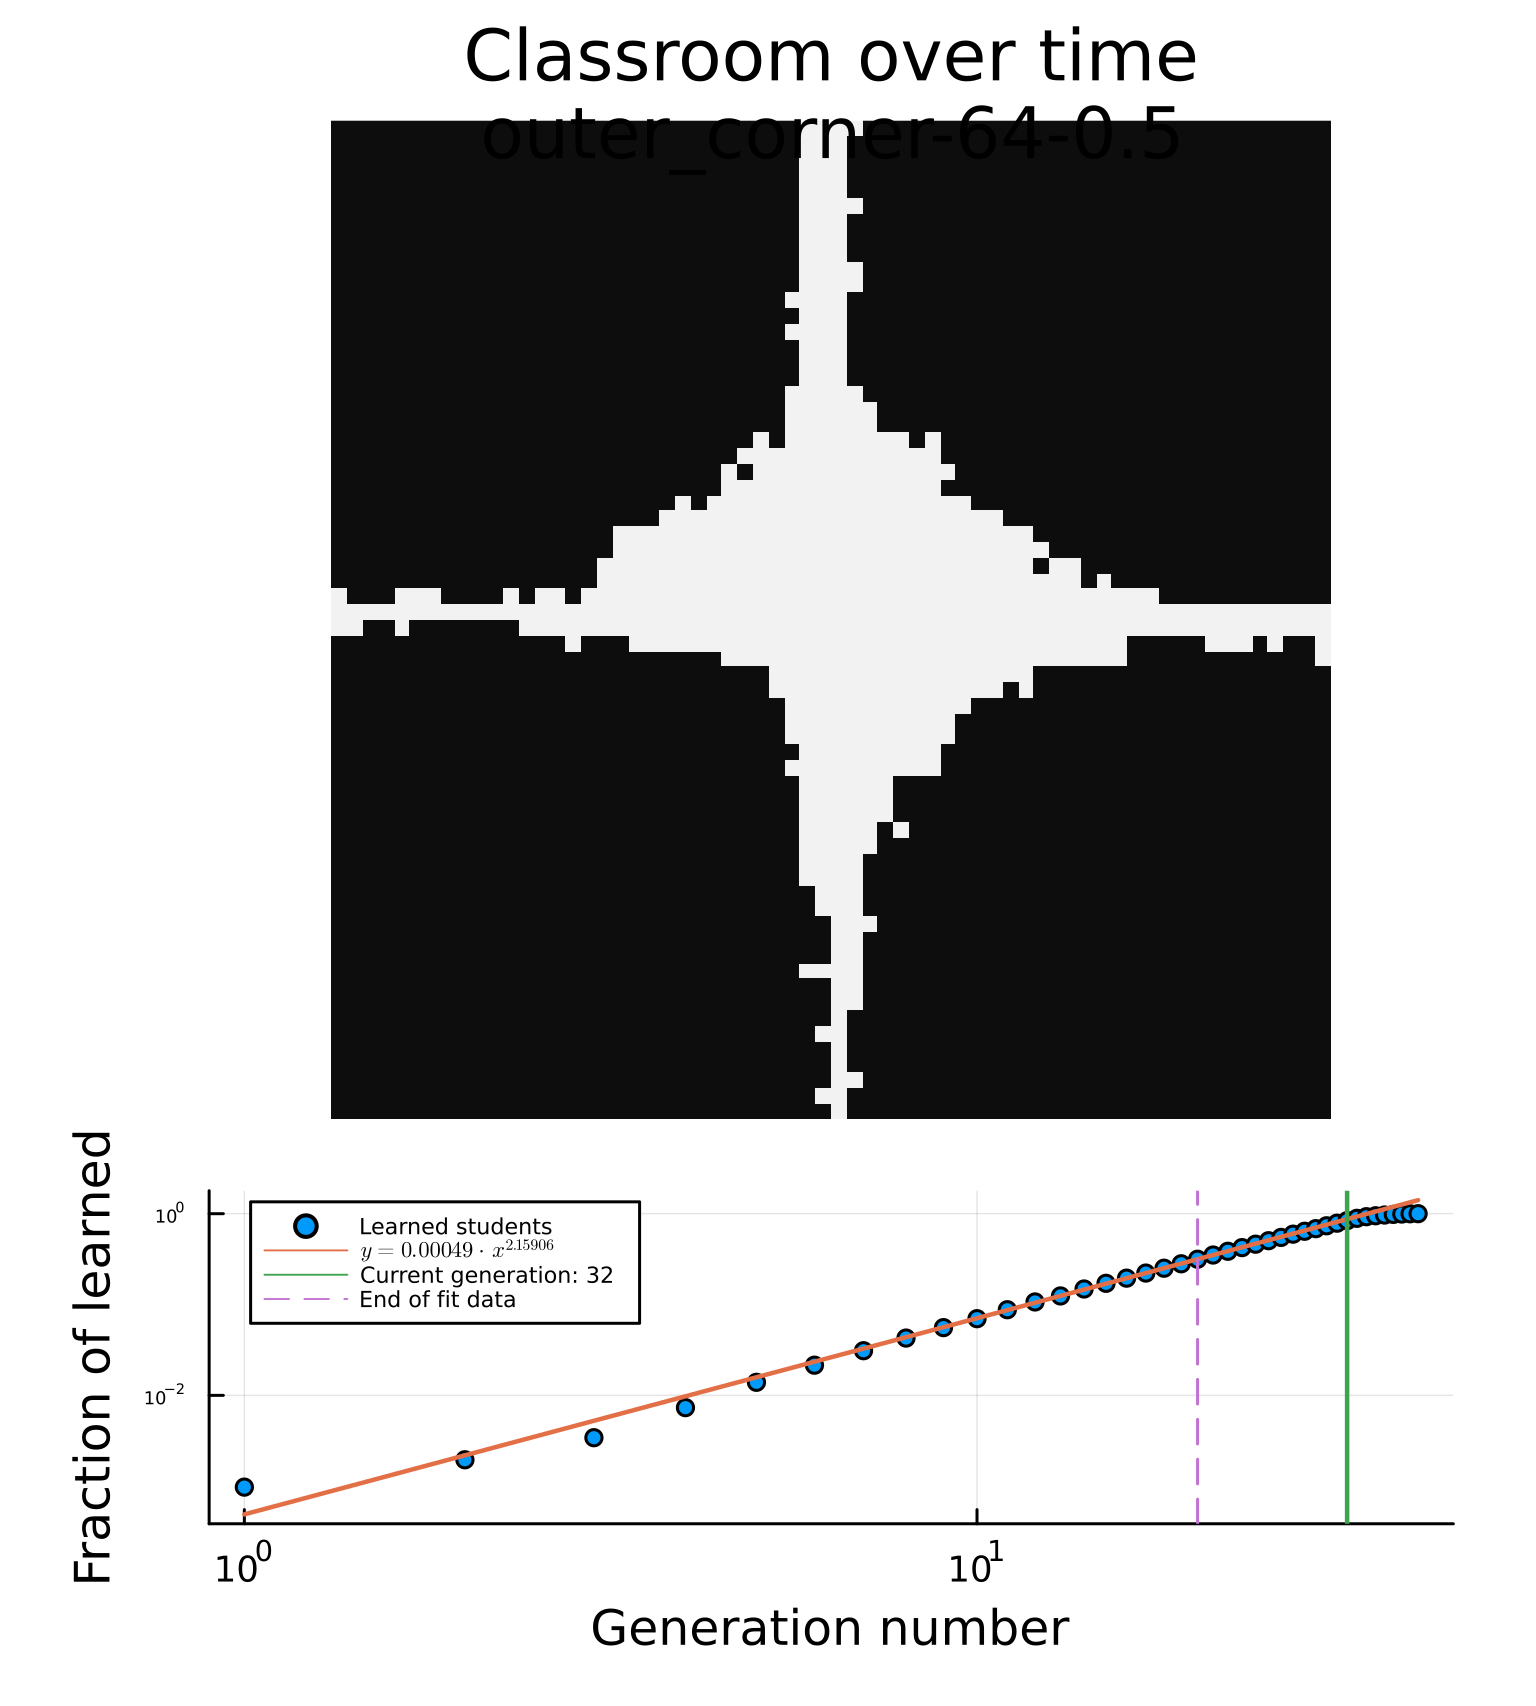 Classroom over time
outer_corner-64-0.5
Fraction of learned
10^0
10^-2
Learned students
y = 0.00049 · x^2.15906
Current generation: 32
End of fit data
10^0
10^1
Generation number